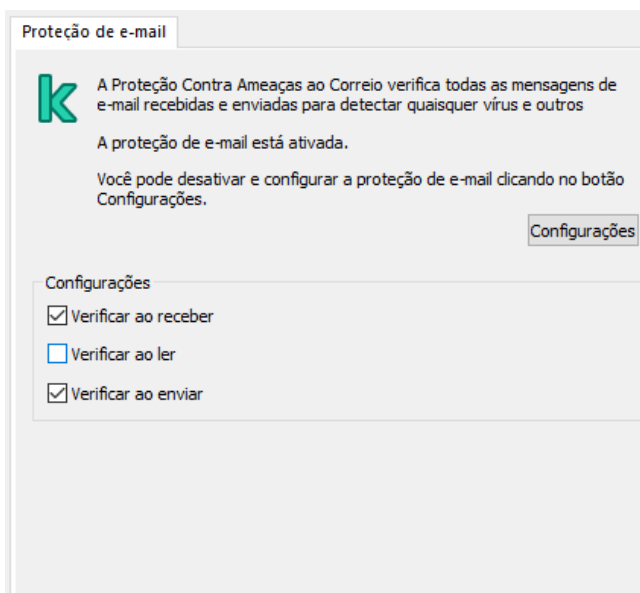 Proteção de e-mail
A Proteção Contra Ameaças ao Correio verifica todas as mensagens de
e-mail recebidas e enviadas para detectar quaisquer vírus e outros
A proteção de e-mail está ativada.
Você pode desativar e configurar a proteção de e-mail clicando no botão
Configurações.
Configurações
Configurações
Verificar ao receber
Verificar ao ler
Verificar ao enviar